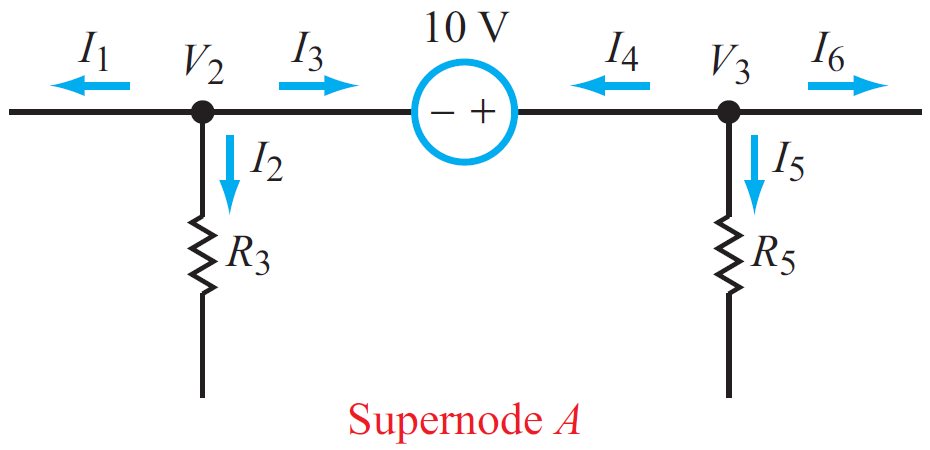 I1 V2 I3 10 V I4 V3 I6
− +
I2 I5
R3 R5
Supernode A